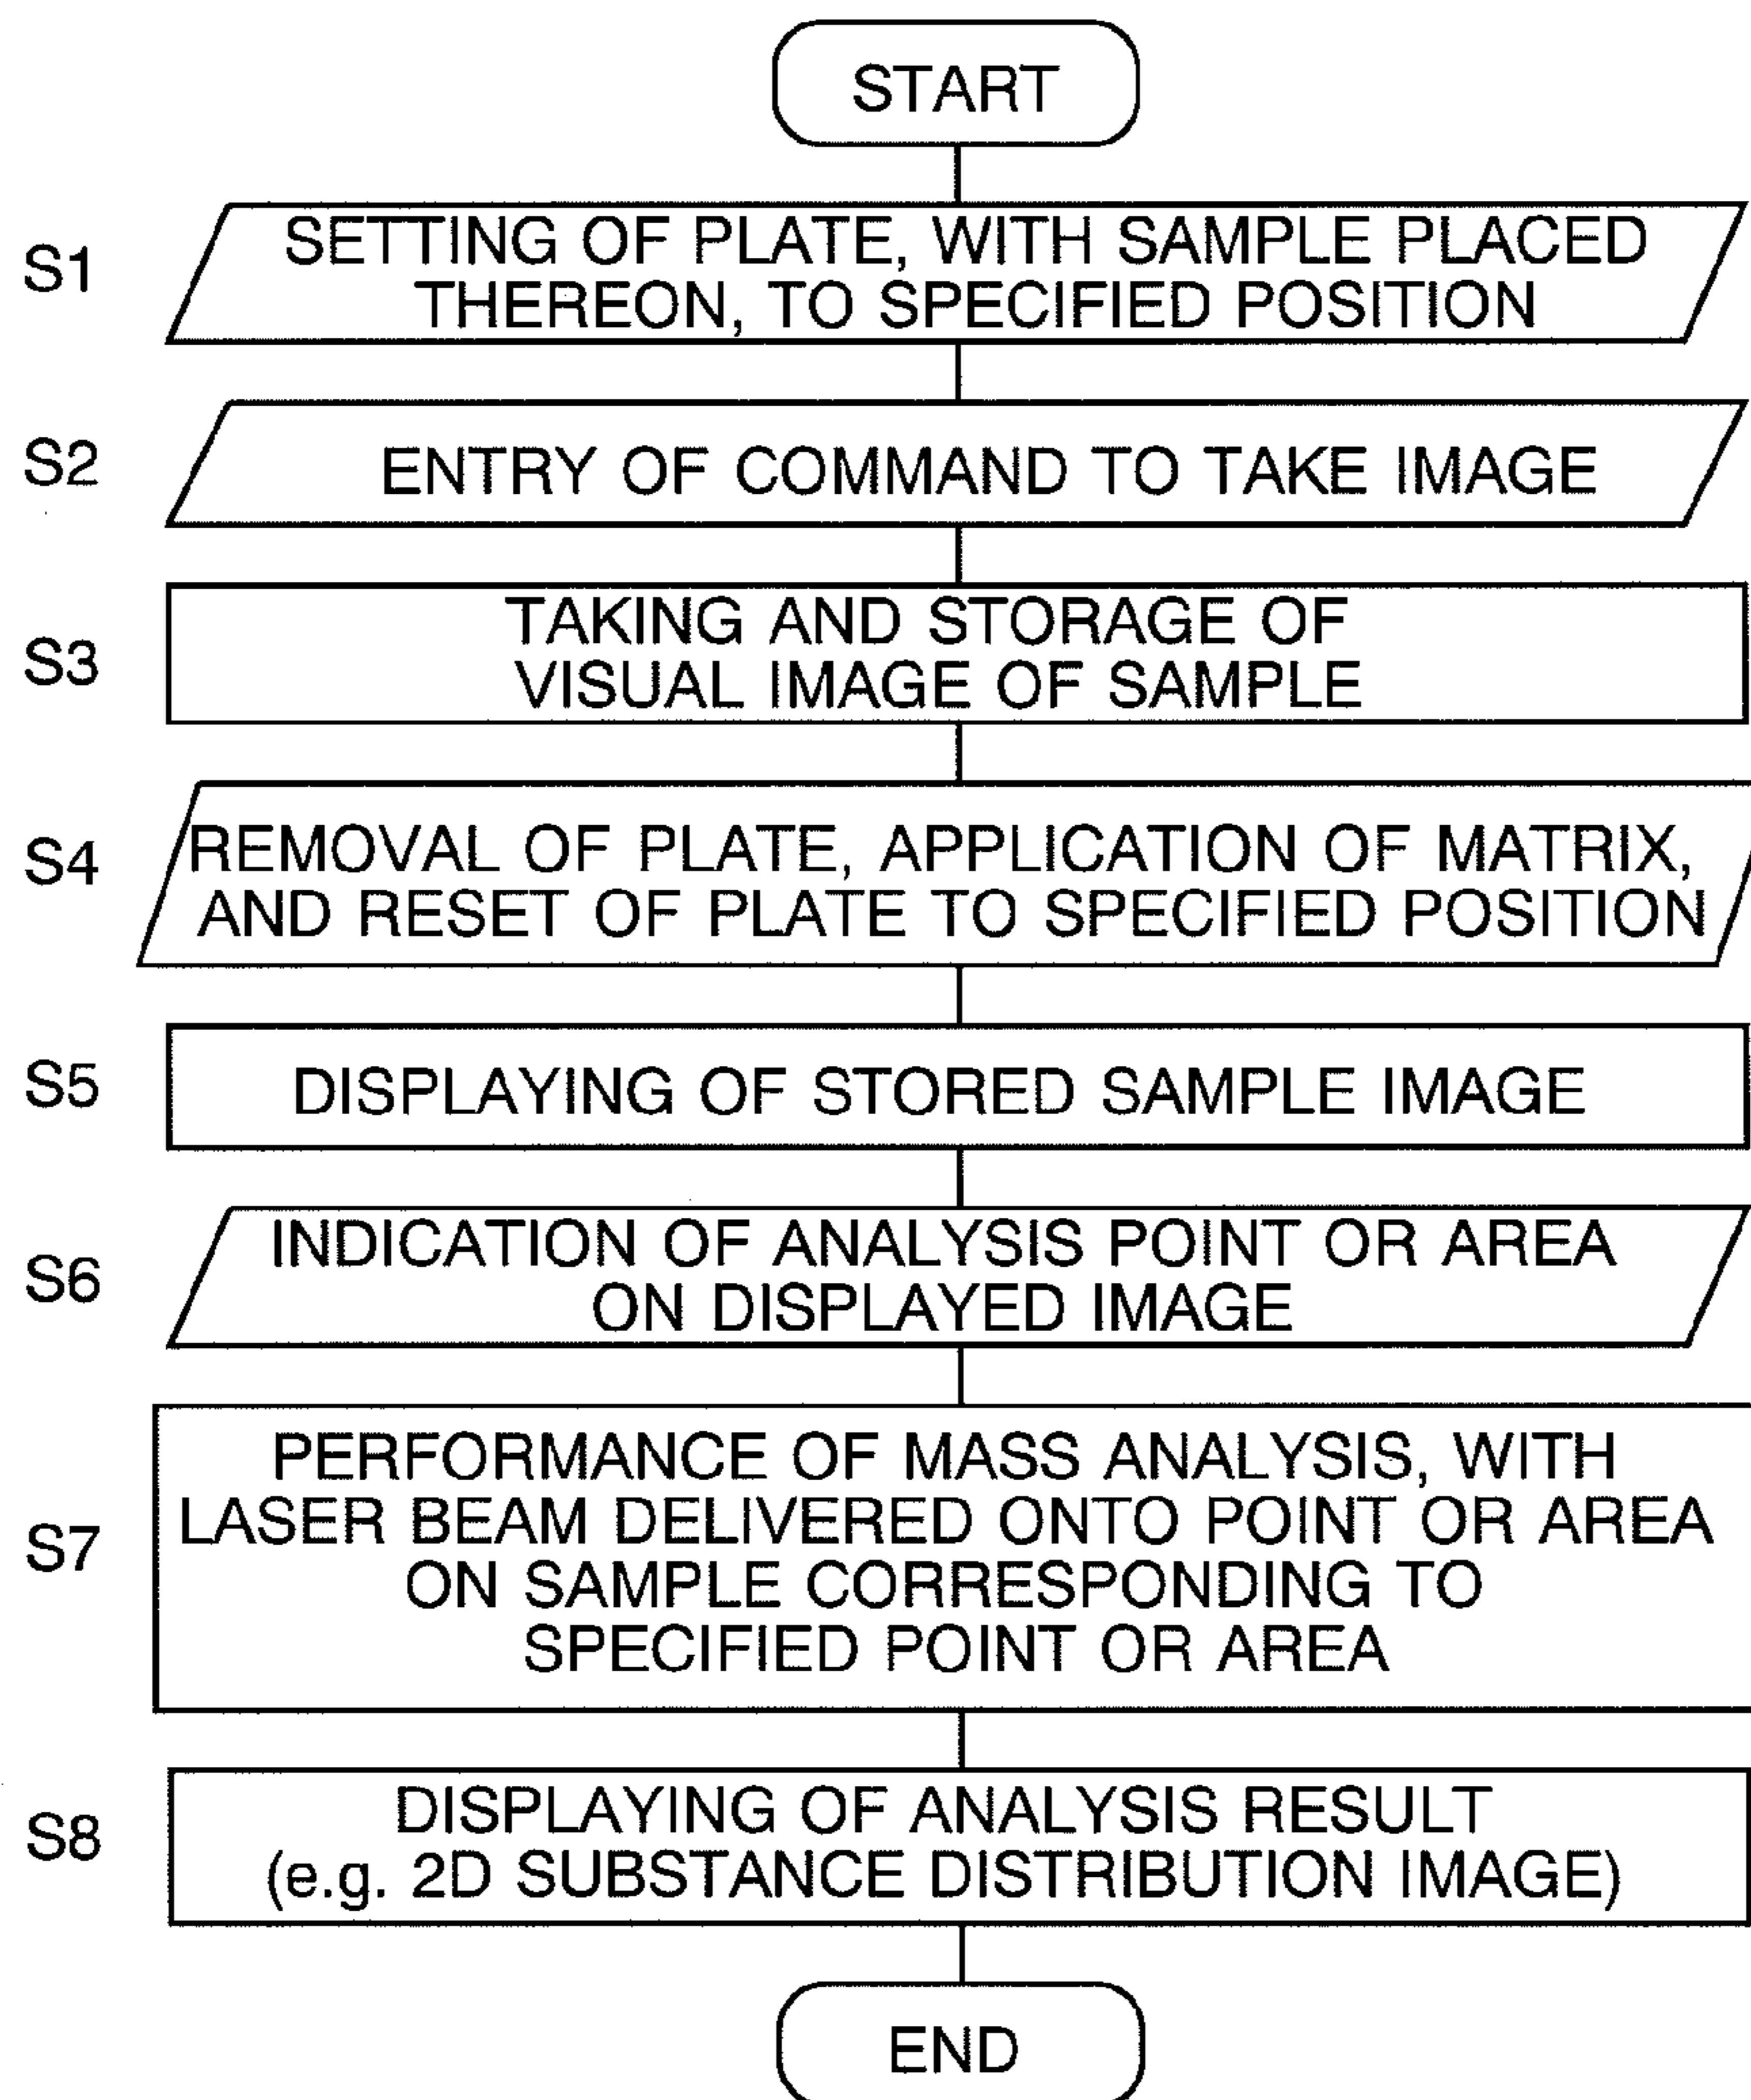 START
S1
SETTING OF PLATE, WITH SAMPLE PLACED
THEREON, TO SPECIFIED POSITION
S2
ENTRY OF COMMAND TO TAKE IMAGE
S3
TAKING AND STORAGE OF
VISUAL IMAGE OF SAMPLE
S4
REMOVAL OF PLATE, APPLICATION OF MATRIX,
AND RESET OF PLATE TO SPECIFIED POSITION
S5
DISPLAYING OF STORED SAMPLE IMAGE
S6
INDICATION OF ANALYSIS POINT OR AREA
ON DISPLAYED IMAGE
S7
PERFORMANCE OF MASS ANALYSIS, WITH
LASER BEAM DELIVERED ONTO POINT OR AREA
ON SAMPLE CORRESPONDING TO
SPECIFIED POINT OR AREA
S8
DISPLAYING OF ANALYSIS RESULT
(e.g. 2D SUBSTANCE DISTRIBUTION IMAGE)
END